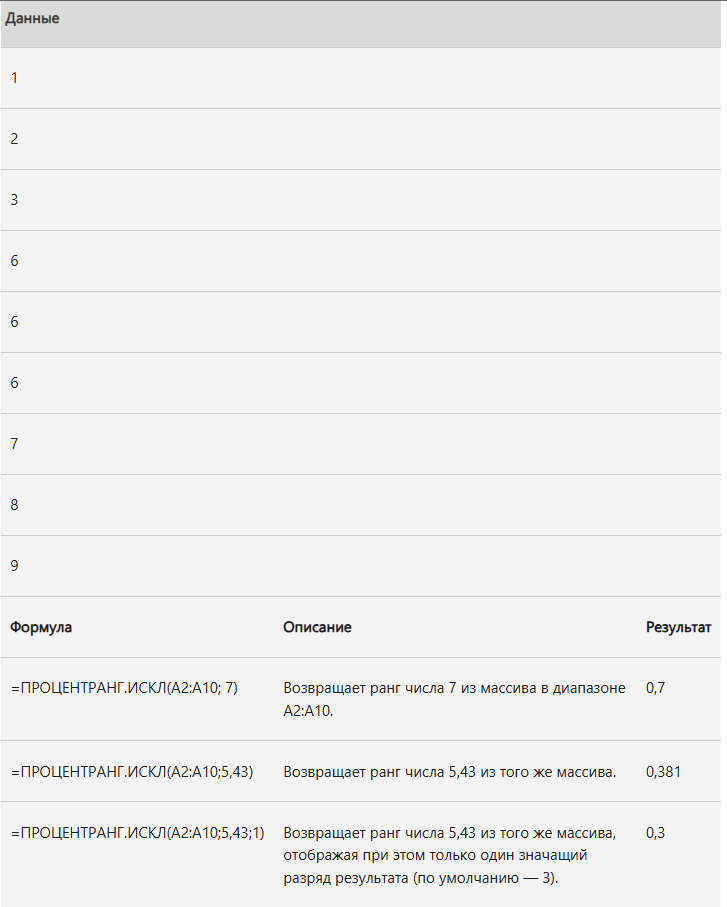 Данные
1
2
3
6
6
6
7
8
9
Формула Описание Результат
=ПРОЦЕНТРАНГ.ИСКЛ(A2:A10; 7) Возвращает ранг числа 7 из массива в диапазоне 0,7
A2:A10.
=ПРОЦЕНТРАНГ.ИСКЛ(A2:A10;5,43) Возвращает ранг числа 5,43 из того же массива. 0,381
=ПРОЦЕНТРАНГ.ИСКЛ(A2:A10;5,43;1) Возвращает ранг числа 5,43 из того же массива, 0,3
отображая при этом только один значащий
разряд результата (по умолчанию — 3).